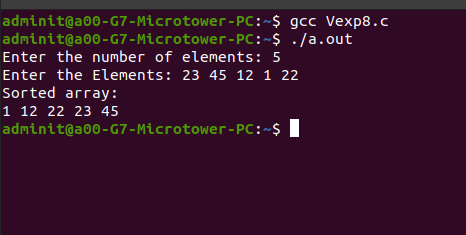 adminit@a00-G7-Microtower-PC:~$ gcc Vexp8.c
adminit@a00-G7-Microtower-PC:~$ ./a.out
Enter the number of elements: 5
Enter the Elements: 23 45 12 1 22
Sorted array:
1 12 22 23 45
adminit@a00-G7-Microtower-PC:~$